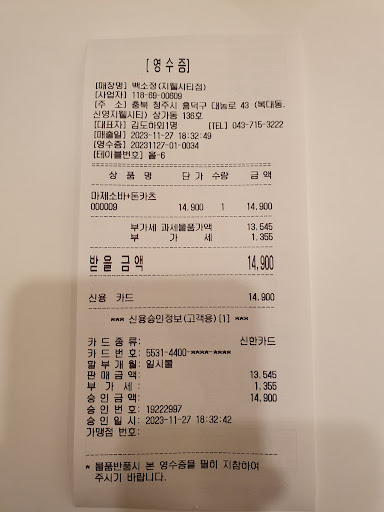 [영수증]
[매장명] 백소정(지웰시티점)
[사업자] 118-69-00609
[주 소] 충북 청주시 흥덕구 대농로 43 (복대동,
신영지웰시티) 상가동 136호
[대표자] 김도하외1명 [TEL] 043-715-3222
[매출일] 2023-11-27 18:32:49
[영수증] 20231127-01-0034
[테이블번호] 홀-6
상 품 명 단 가 수량 금 액
마제소바+돈카츠
000009 14,900 1 14,900
부가세 과세물품가액 13,545
부 가 세 1,355
받을 금액 14,900
신용 카드 14,900
*** 신용승인정보(고객용)[1] ***
카 드 종 류: 신한카드
카 드 번 호: 5531-4400-****-****
할 부 개 월: 일시불
판 매 금 액: 13,545
부 가 세 : 1,355
승 인 금 액: 14,900
승 인 번 호: 19222997
승 인 일 시: 2023-11-27 18:32:42
가맹점 번호:
* 물품반품시 본 영수증을 필히 지참하여
주시기 바랍니다.